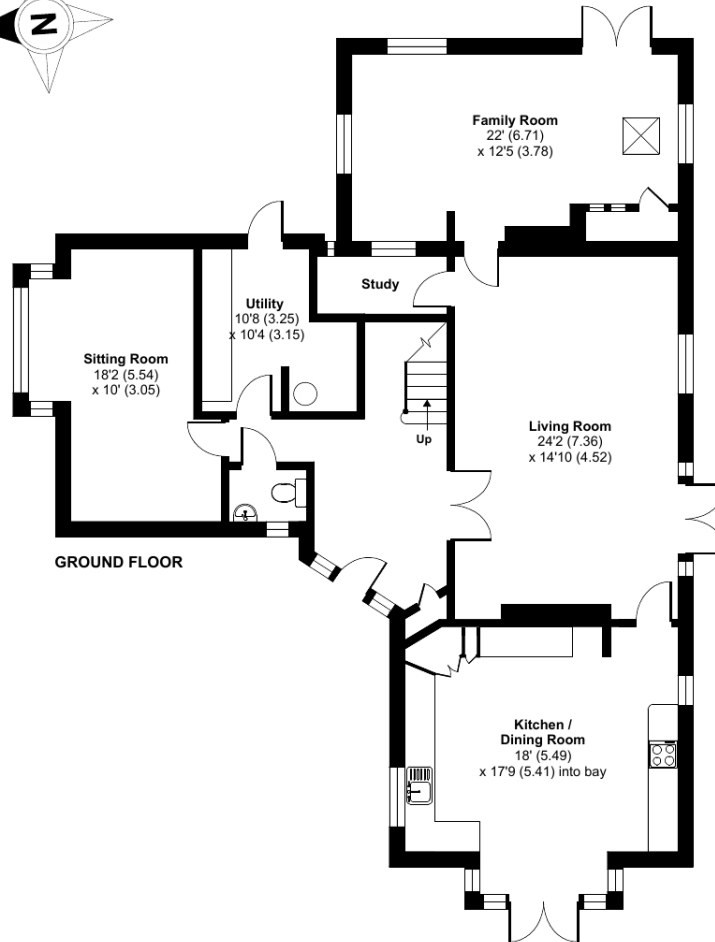 N
Family Room
22' (6.71)
x 12'5 (3.78)
Study
Utility
10'8 (3.25)
x 10'4 (3.15)
Sitting Room
18'2 (5.54)
x 10' (3.05)
Up
Living Room
24'2 (7.36)
x 14'10 (4.52)
GROUND FLOOR
Kitchen /
Dining Room
18' (5.49)
x 17'9 (5.41) into bay